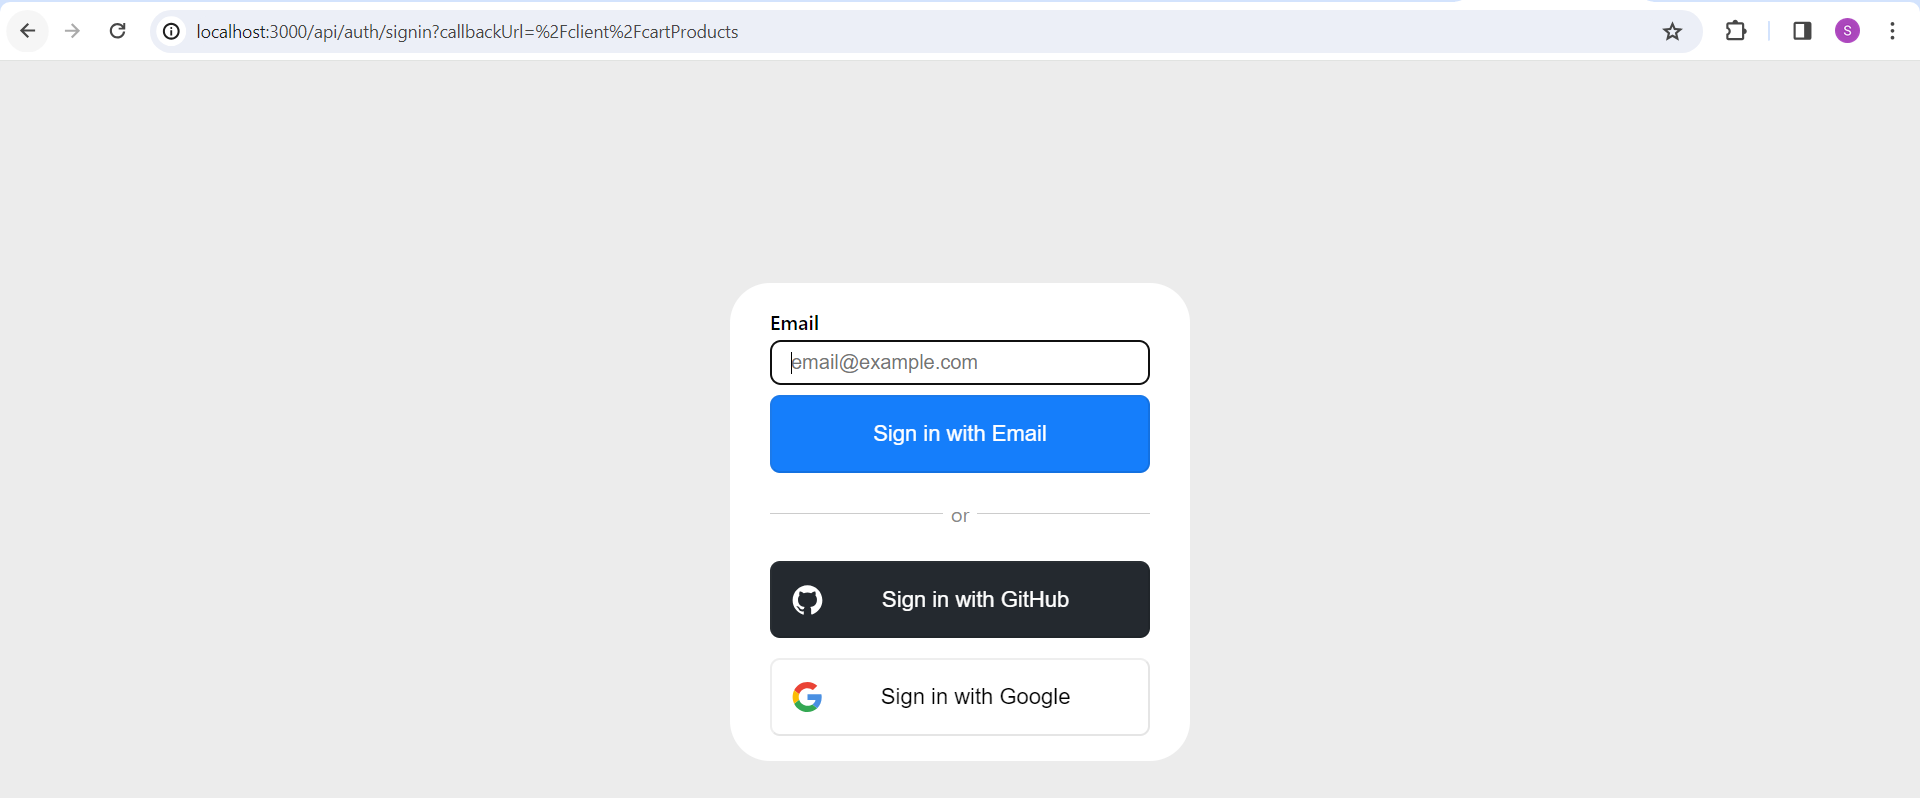 localhost:3000/api/auth/signin?callbackUrl=%2Fclient%2FcartProducts
S
Email
email@example.com
Sign in with Email
or
Sign in with GitHub
Sign in with Google